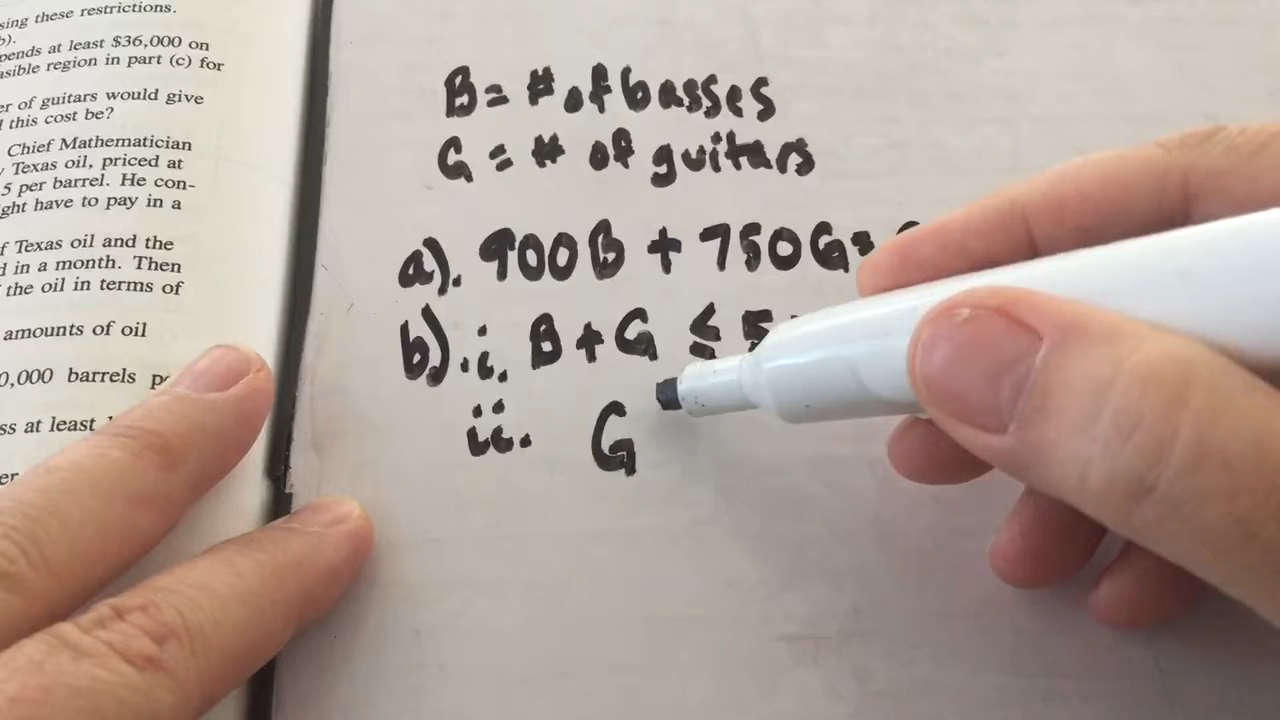 sing these restrictions.
b).
pends at least $36,000 on
asible region in part (c) for
er of guitars would give
this cost be?
Chief Mathematician
Texas oil, priced at
5 per barrel. He con-
ght have to pay in a
f Texas oil and the
d in a month. Then
the oil in terms of
amounts of oil
0,000 barrels
ss at least
er
B = # of basses
G = # of guitars
a). 900B + 750G =
b). i. B + G ≤ 5
ii. G